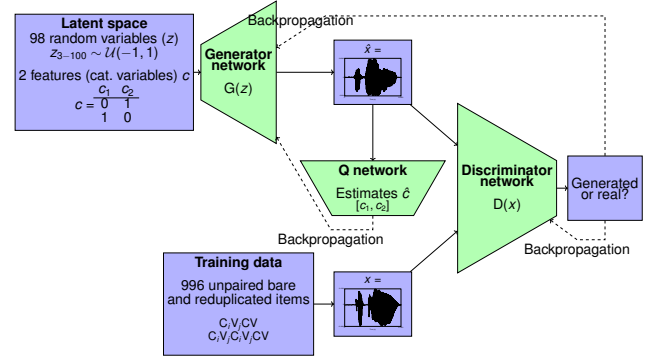 Latent space
98 random variables (z)
z₃₋₁₀₀ ∼ 𝒰(−1, 1)
2 features (cat. variables) c
c₁ c₂
c = 0 1
1 0
Generator
network
G(z)
Backpropagation
x̂ =
Q network
Estimates ĉ
[c₁, c₂]
Backpropagation
Discriminator
network
D(x)
Generated
or real?
Backpropagation
Training data
996 unpaired bare
and reduplicated items
CᵢVⱼCV
CᵢVⱼCᵢVⱼCV
x =